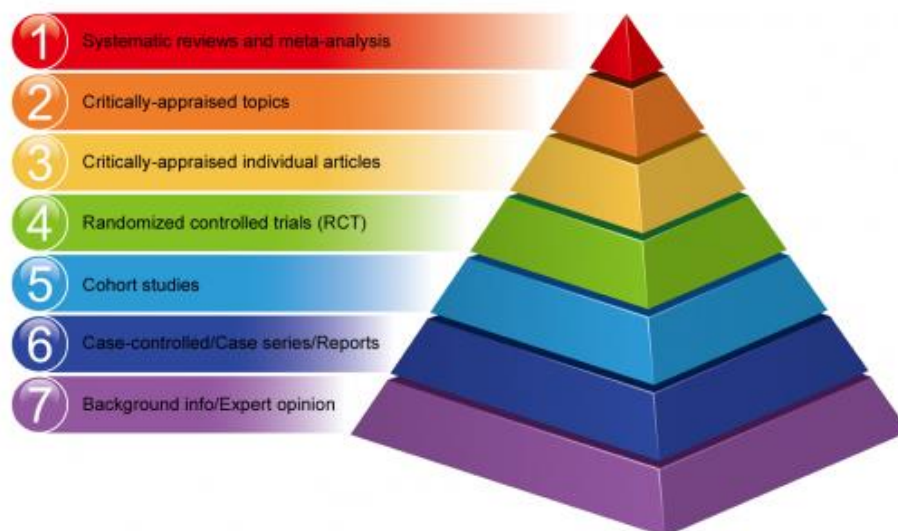 1 Systematic reviews and meta-analysis
2 Critically-appraised topics
3 Critically-appraised individual articles
4 Randomized controlled trials (RCT)
5 Cohort studies
6 Case-controlled/Case series/Reports
7 Background info/Expert opinion